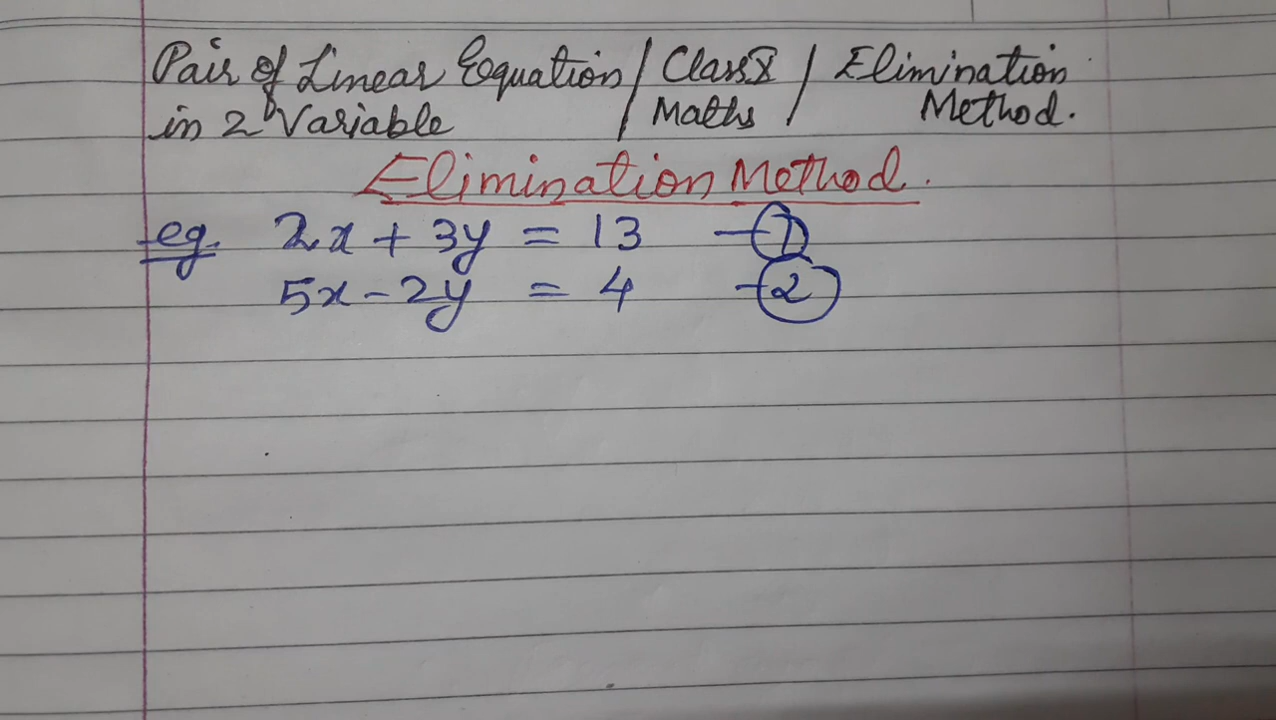 Pair of Linear Equation / Class X / Elimination
in 2 Variable / Maths / Method.
Elimination Method.
eg. 2x + 3y = 13 - 1
5x - 2y = 4 - 2